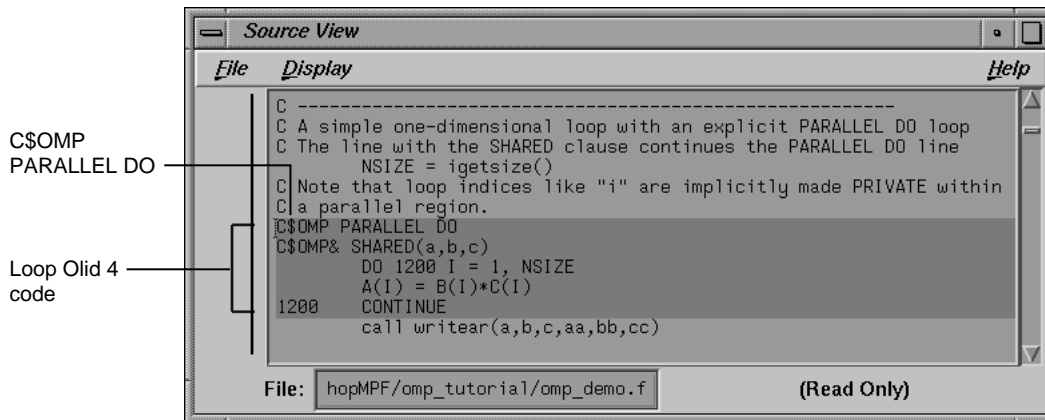 Source View
File Display Help
C --------------------------------------------------------
C A simple one-dimensional loop with an explicit PARALLEL DO loop
C The line with the SHARED clause continues the PARALLEL DO line
NSIZE = igetsize()
C Note that loop indices like "i" are implicitly made PRIVATE within
C a parallel region.
C$OMP PARALLEL DO
C$OMP& SHARED(a,b,c)
DO 1200 I = 1, NSIZE
A(I) = B(I)*C(I)
1200 CONTINUE
call writear(a,b,c,aa,bb,cc)
File: hopMPF/omp_tutorial/omp_demo.f (Read Only)
C$OMP
PARALLEL DO
Loop Olid 4
code